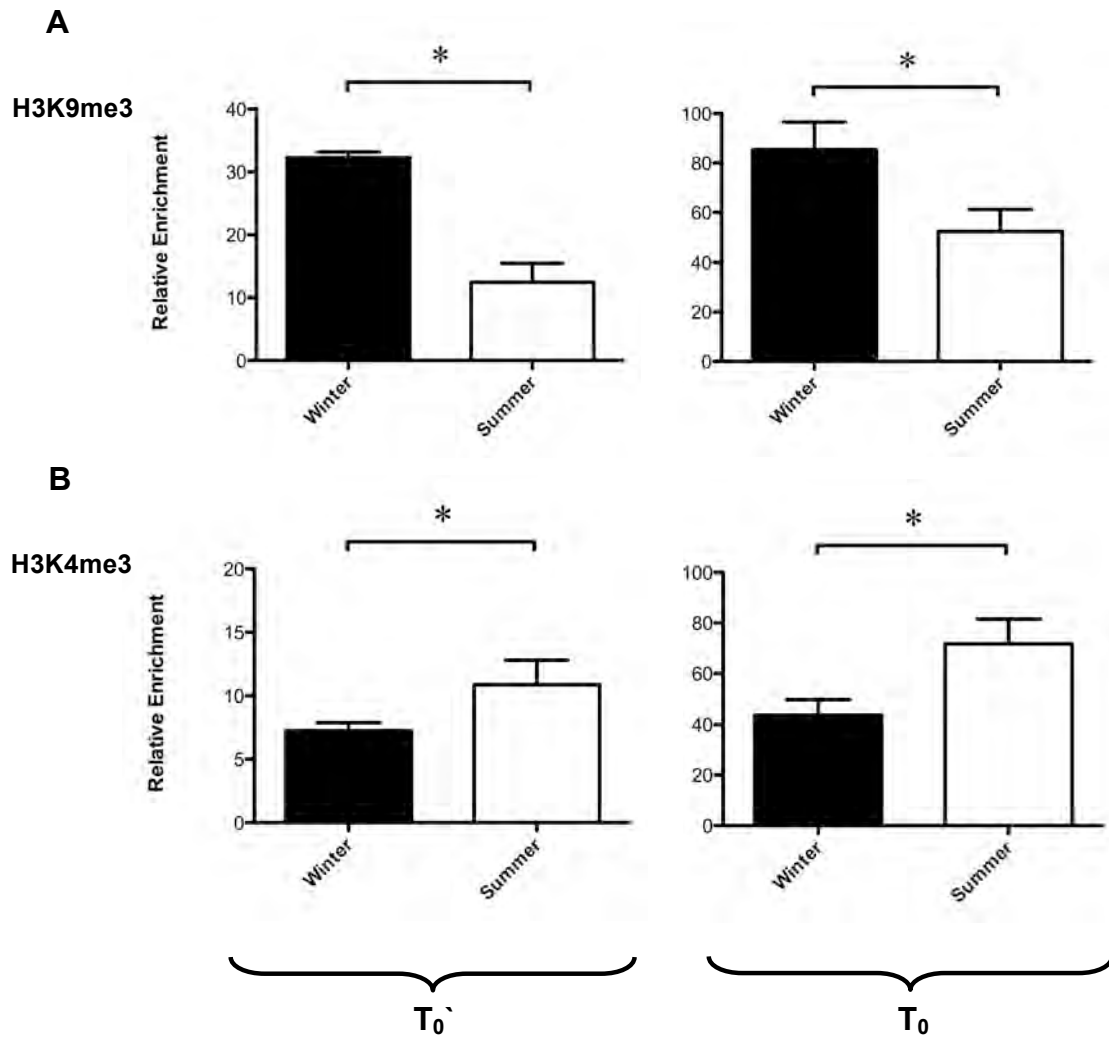 A
H3K9me3
*
*
Relative Enrichment
40
30
20
10
0
Winter
Summer
100
80
60
40
20
0
Winter
Summer
B
H3K4me3
*
*
Relative Enrichment
20
15
10
5
0
Winter
Summer
100
80
60
40
20
0
Winter
Summer
T₀`
T₀